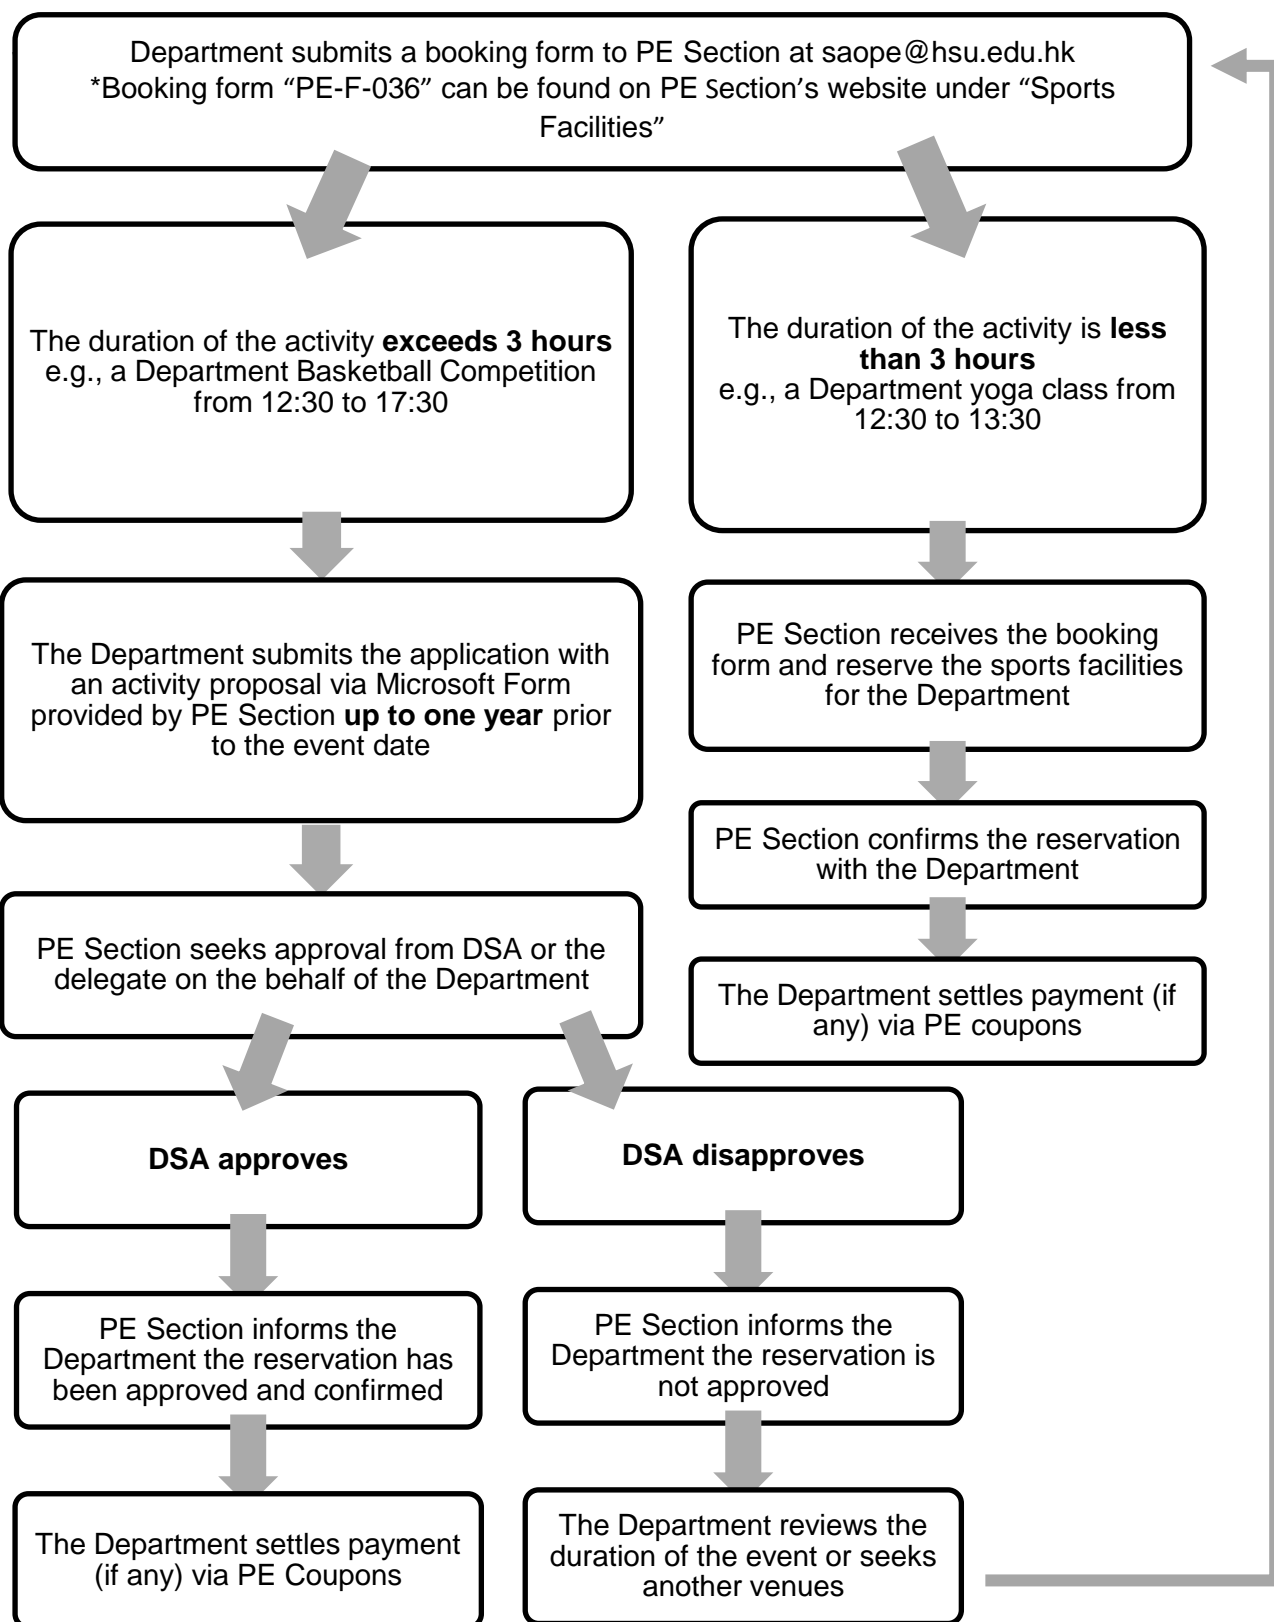 Department submits a booking form to PE Section at saope@hsu.edu.hk
*Booking form “PE-F-036” can be found on PE Section’s website under “Sports
Facilities”
The duration of the activity exceeds 3 hours
e.g., a Department Basketball Competition
from 12:30 to 17:30
The duration of the activity is less
than 3 hours
e.g., a Department yoga class from
12:30 to 13:30
The Department submits the application with
an activity proposal via Microsoft Form
provided by PE Section up to one year prior
to the event date
PE Section receives the booking
form and reserve the sports facilities
for the Department
PE Section confirms the reservation
with the Department
PE Section seeks approval from DSA or the
delegate on the behalf of the Department
The Department settles payment (if
any) via PE coupons
DSA approves
DSA disapproves
PE Section informs the
Department the reservation has
been approved and confirmed
PE Section informs the
Department the reservation is
not approved
The Department settles payment
(if any) via PE Coupons
The Department reviews the
duration of the event or seeks
another venues